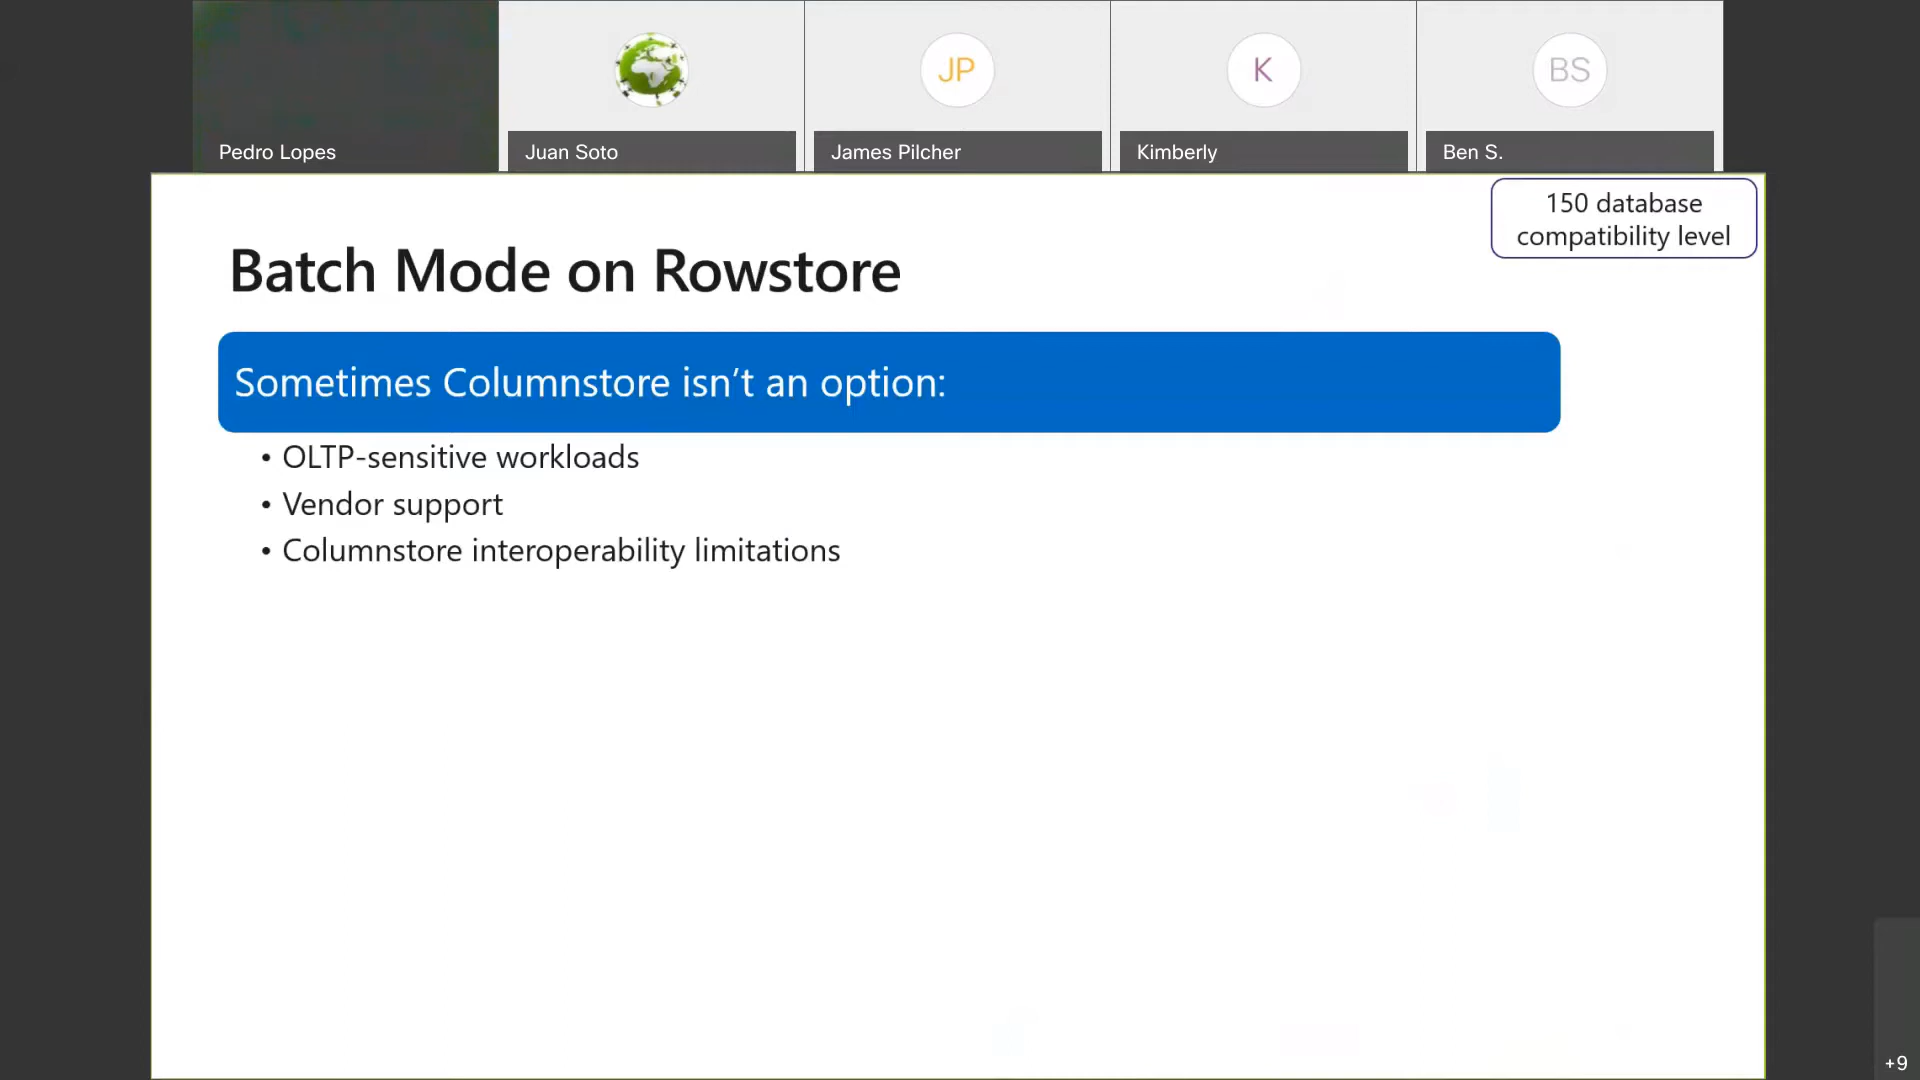 JP
K
BS
Pedro Lopes
Juan Soto
James Pilcher
Kimberly
Ben S.
150 database
compatibility level
Batch Mode on Rowstore
Sometimes Columnstore isn’t an option:
• OLTP-sensitive workloads
• Vendor support
• Columnstore interoperability limitations
+9